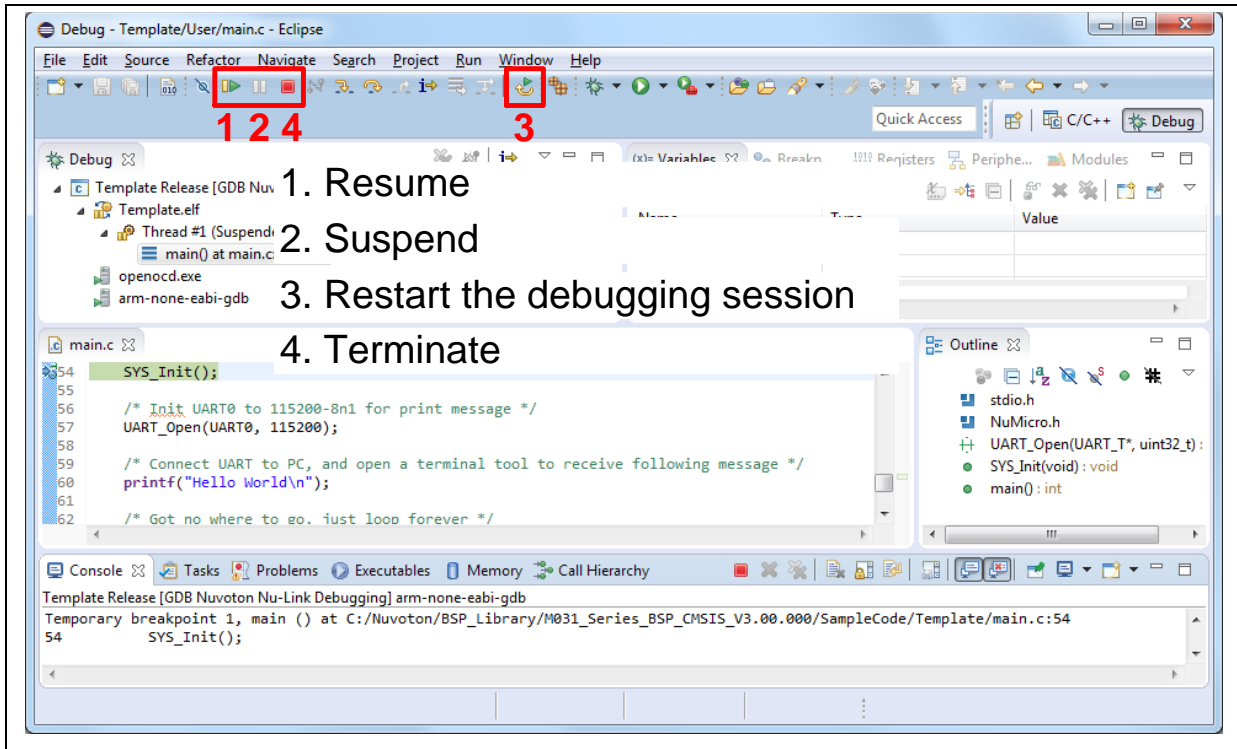 Debug - Template/User/main.c - Eclipse
File Edit Source Refactor Navigate Search Project Run Window Help
1 2 4 3
Quick Access C/C++ Debug
Debug (x)= Variables Breakp... 1010 Registers Periphe... Modules
Template Release [GDB Nuv
1. Resume
Template.elf
Name Type Value
Thread #1 (Suspende
2. Suspend
main() at main.c:
openocd.exe
3. Restart the debugging session
arm-none-eabi-gdb
main.c
4. Terminate
Outline
54 SYS_Init();
55
56 /* Init UART0 to 115200-8n1 for print message */
57 UART_Open(UART0, 115200);
58
59 /* Connect UART to PC, and open a terminal tool to receive following message */
60 printf("Hello World\n");
61
62 /* Got no where to go, just loop forever */
stdio.h
NuMicro.h
UART_Open(UART_T*, uint32_t) :
SYS_Init(void) : void
main() : int
Console Tasks Problems Executables Memory Call Hierarchy
Template Release [GDB Nuvoton Nu-Link Debugging] arm-none-eabi-gdb
Temporary breakpoint 1, main () at C:/Nuvoton/BSP_Library/M031_Series_BSP_CMSIS_V3.00.000/SampleCode/Template/main.c:54
54 SYS_Init();